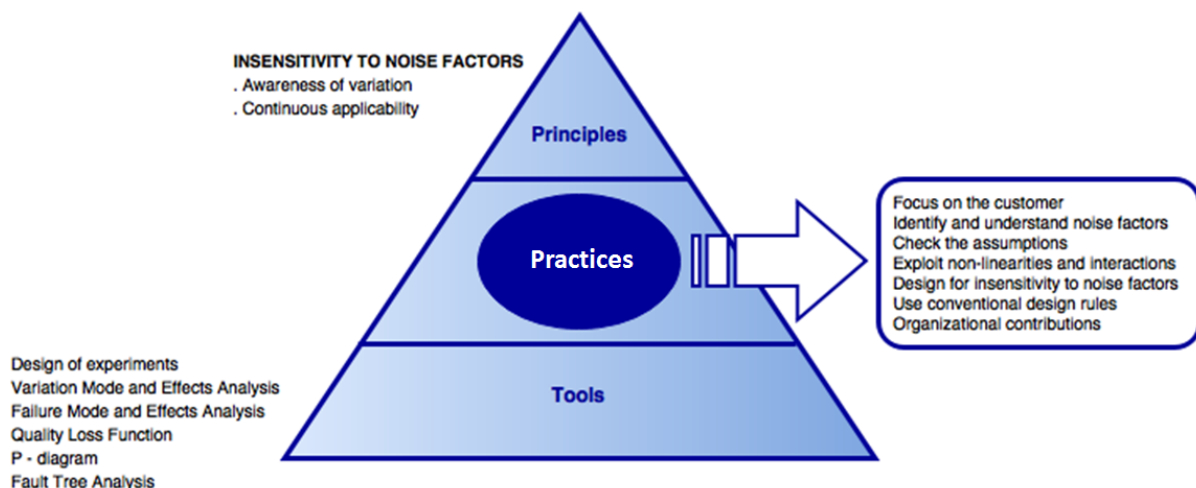 INSENSITIVITY TO NOISE FACTORS
. Awareness of variation
. Continuous applicability
Principles
Practices
Focus on the customer
Identify and understand noise factors
Check the assumptions
Exploit non-linearities and interactions
Design for insensitivity to noise factors
Use conventional design rules
Organizational contributions
Tools
Design of experiments
Variation Mode and Effects Analysis
Failure Mode and Effects Analysis
Quality Loss Function
P - diagram
Fault Tree Analysis